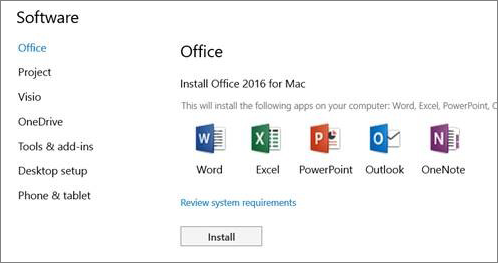 Software
Office
Project
Visio
OneDrive
Tools & add-ins
Desktop setup
Phone & tablet
Office
Install Office 2016 for Mac
This will install the following apps on your computer: Word, Excel, PowerPoint,
Word Excel PowerPoint Outlook OneNote
Review system requirements
Install